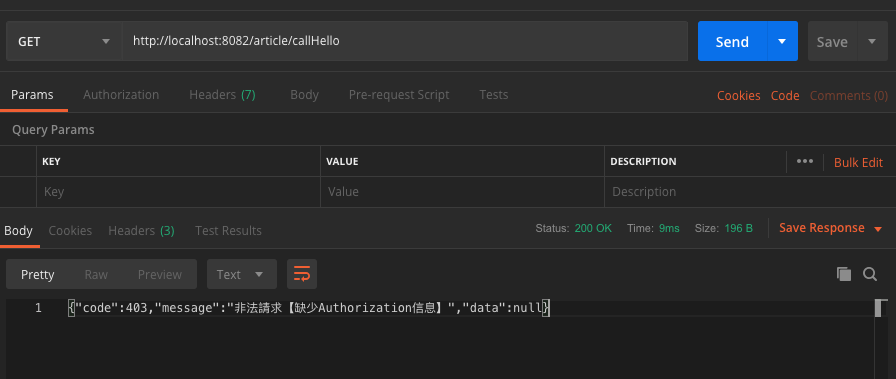 GET http://localhost:8082/article/callHello Send Save
Params Authorization Headers (7) Body Pre-request Script Tests Cookies Code Comments (0)
Query Params
KEY VALUE DESCRIPTION ••• Bulk Edit
Key Value Description
Body Cookies Headers (3) Test Results Status: 200 OK Time: 9ms Size: 196 B Save Response
Pretty Raw Preview Text
1 {"code":403,"message":"非法請求【缺少Authorization信息】","data":null}